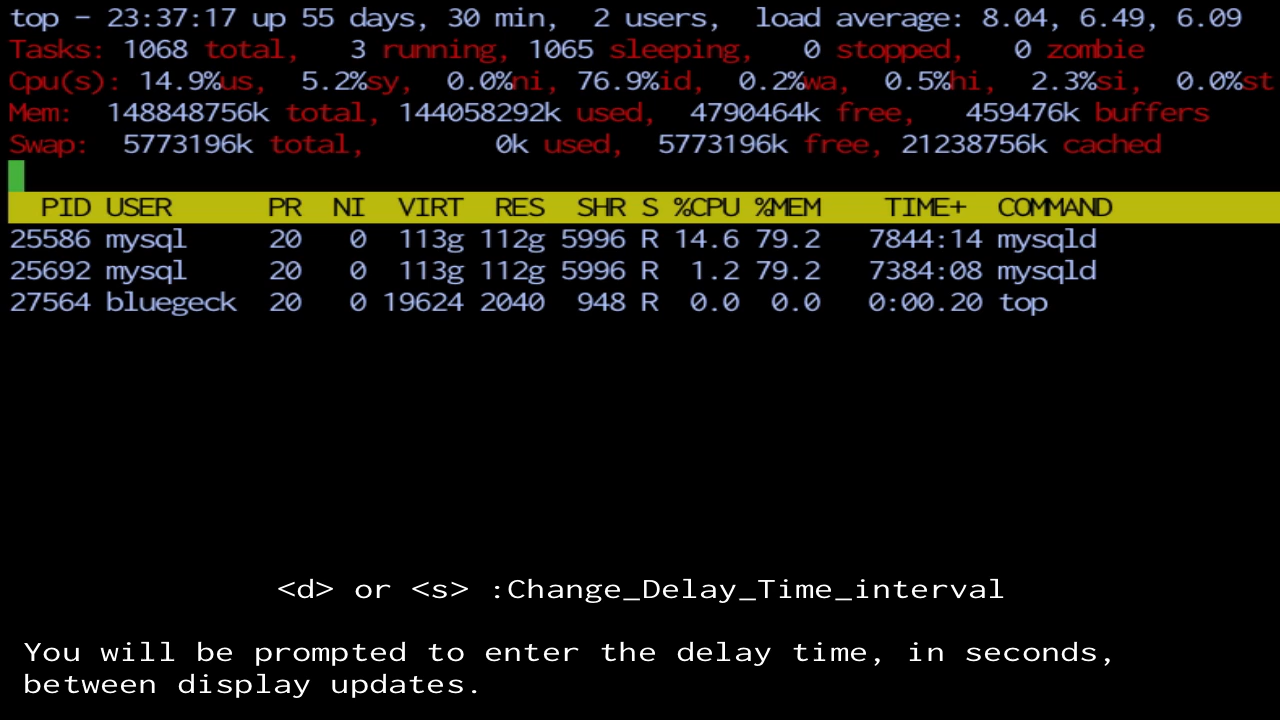 top - 23:37:17 up 55 days, 30 min, 2 users, load average: 8.04, 6.49, 6.09
Tasks: 1068 total, 3 running, 1065 sleeping, 0 stopped, 0 zombie
Cpu(s): 14.9%us, 5.2%sy, 0.0%ni, 76.9%id, 0.2%wa, 0.5%hi, 2.3%si, 0.0%st
Mem: 148848756k total, 144058292k used, 4790464k free, 459476k buffers
Swap: 5773196k total, 0k used, 5773196k free, 21238756k cached
PID USER PR NI VIRT RES SHR S %CPU %MEM TIME+ COMMAND
25586 mysql 20 0 113g 112g 5996 R 14.6 79.2 7844:14 mysqld
25692 mysql 20 0 113g 112g 5996 R 1.2 79.2 7384:08 mysqld
27564 bluegeck 20 0 19624 2040 948 R 0.0 0.0 0:00.20 top
<d> or <s> :Change_Delay_Time_interval
You will be prompted to enter the delay time, in seconds,
between display updates.